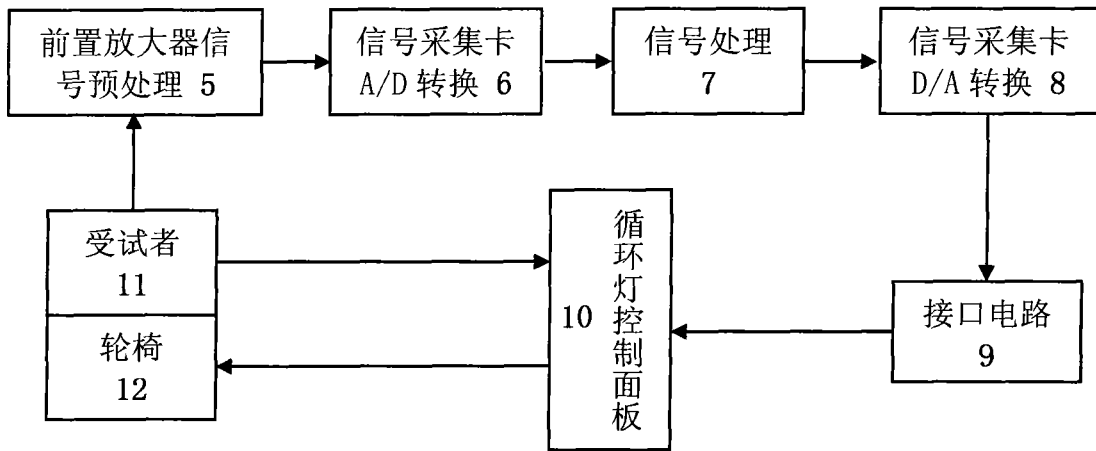 前置放大器信
号预处理 5
信号采集卡
A/D 转换 6
信号处理
7
信号采集卡
D/A 转换 8
受试者
11
轮椅
12
10
循环灯控制面板
接口电路
9